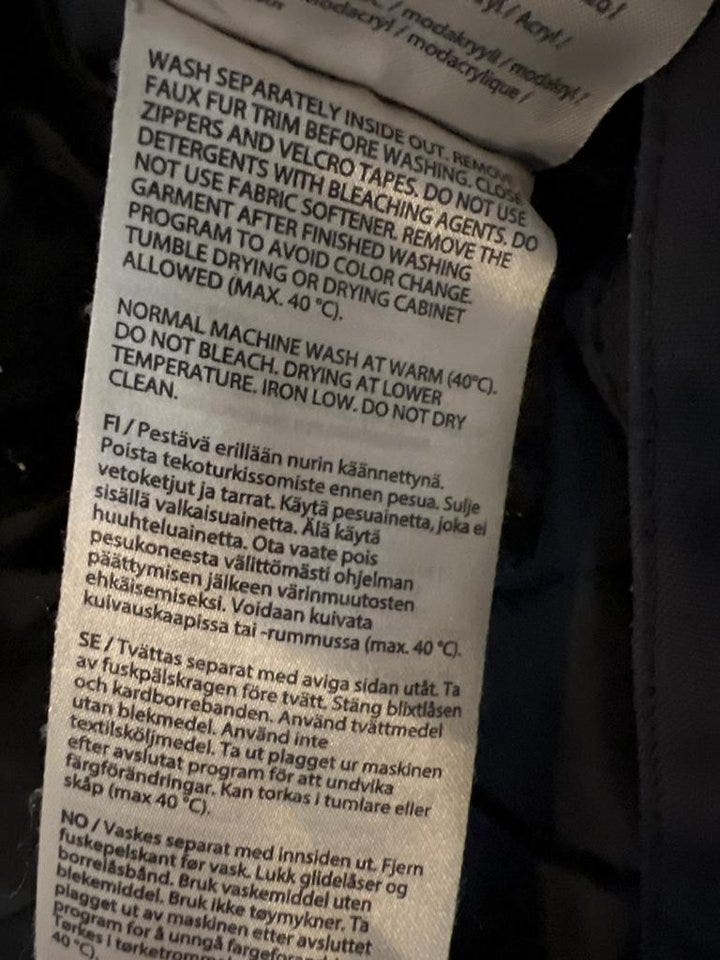 / modakryyli / modakryl /
modacryl / modacrylique /
yl / Acryl /
WASH SEPARATELY INSIDE OUT. REMOVE
FAUX FUR TRIM BEFORE WASHING. CLOSE
ZIPPERS AND VELCRO TAPES. DO NOT USE
DETERGENTS WITH BLEACHING AGENTS. DO
NOT USE FABRIC SOFTENER. REMOVE THE
GARMENT AFTER FINISHED WASHING
PROGRAM TO AVOID COLOR CHANGE.
TUMBLE DRYING OR DRYING CABINET
ALLOWED (MAX. 40 °C).
NORMAL MACHINE WASH AT WARM (40°C).
DO NOT BLEACH. DRYING AT LOWER
TEMPERATURE. IRON LOW. DO NOT DRY
CLEAN.
FI / Pestävä erillään nurin käännettynä.
Poista tekoturkissomiste ennen pesua. Sulje
vetoketjut ja tarrat. Käytä pesuainetta, joka ei
sisällä valkaisuainetta. Älä käytä
huuhteluainetta. Ota vaate pois
pesukoneesta välittömästi ohjelman
päättymisen jälkeen värinmuutosten
ehkäisemiseksi. Voidaan kuivata
kuivauskaapissa tai -rummussa (max. 40 °C).
SE / Tvättas separat med aviga sidan utåt. Ta
av fuskpälskragen före tvätt. Stäng blixtlåsen
och kardborrebanden. Använd tvättmedel
utan blekmedel. Använd inte
textilsköljmedel. Ta ut plagget ur maskinen
efter avslutat program för att undvika
färgförändringar. Kan torkas i tumlare eller
skåp (max 40 °C).
NO / Vaskes separat med innsiden ut. Fjern
fuskepelskant før vask. Lukk glidelåser og
borrelåsbånd. Bruk vaskemiddel uten
blekemiddel. Bruk ikke tøymykner. Ta
plagget ut av maskinen etter avsluttet
program for å unngå
Tørkes i
40 °C).